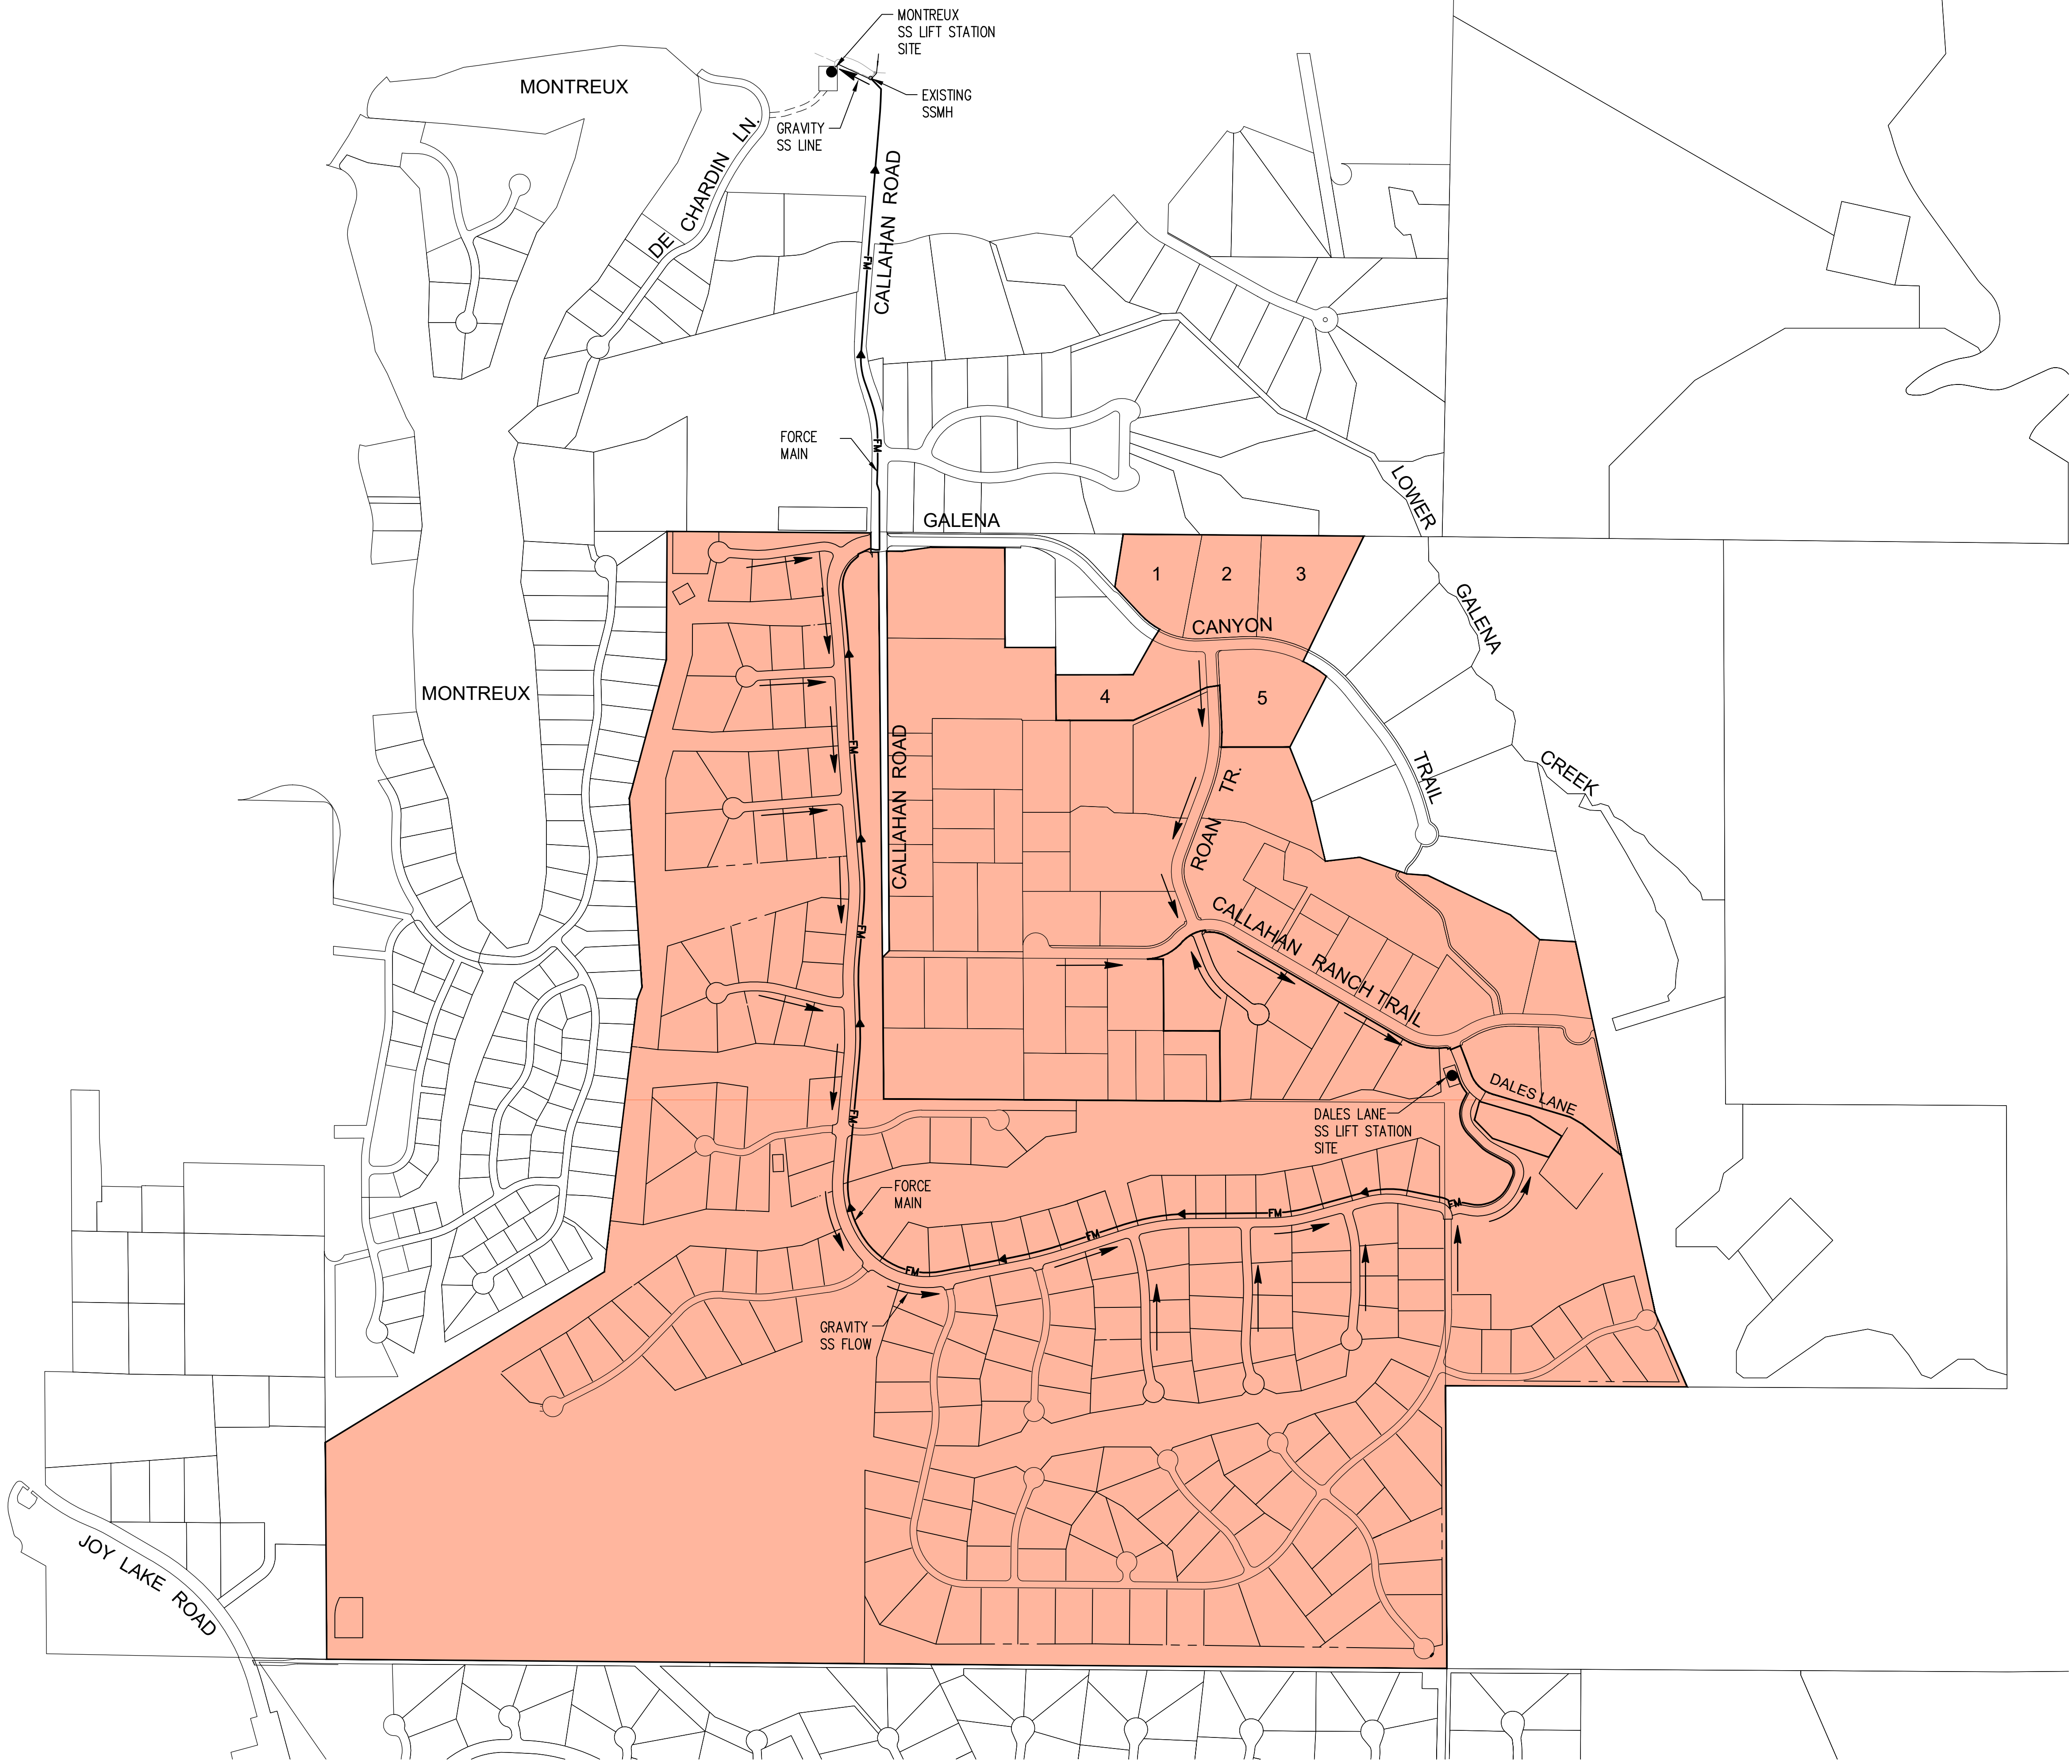 MONTREUX
SS LIFT STATION
SITE
MONTREUX
EXISTING
SSMH
GRAVITY
SS LINE
DE CHARDIN LN.
CALLAHAN ROAD
FM
FORCE
MAIN
FM
LOWER
GALENA
CREEK
GALENA
CANYON
TRAIL
1
2
3
4
5
MONTREUX
CALLAHAN ROAD
FM
ROAN TR.
CALLAHAN RANCH TRAIL
FM
DALES LANE
DALES LANE
SS LIFT STATION
SITE
FM
FORCE
MAIN
FM
FM
FM
FM
GRAVITY
SS FLOW
JOY LAKE ROAD